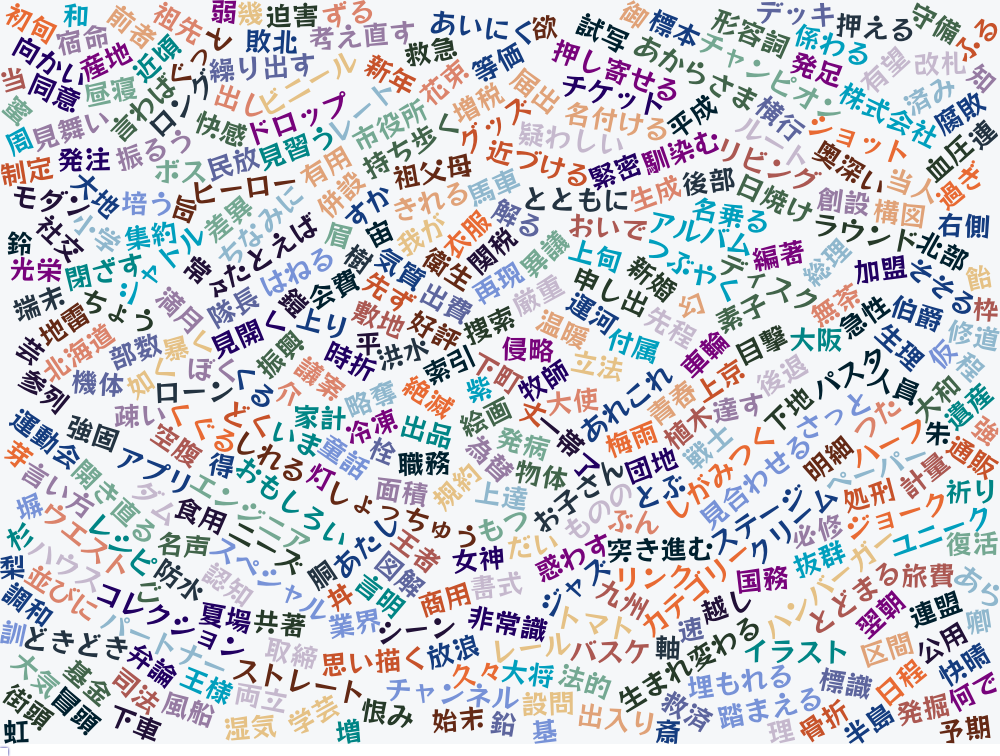 初旬
和
前者
祖先
弱
幾
迫害
ずる
あいにく
欲
試写
御
標本
形容詞
デッキ
押える
守備
ふる
向かい
宿命
産地
近頃
ぐっと
敗北
考え直す
救急
等価
押し寄せる
あからさま
チャンピオン
係わる
発足
有望
改札
知
当
同意
昼寝
言わば
ロング
繰り出す
ビニール
新年
花束
届出
チケット
平成
横行
株式会社
済み
腐敗
糞
周
見舞い
出し
快感
ドロップ
レート
市役所
増税
グッズ
名付ける
疑わしい
ルート
ショット
奥深い
血圧
連
制定
発注
振るう
ボス
民放
見習う
有用
持ち歩く
祖父母
近づける
緊密
馴染む
リビング
当人
過ぎ
モダン
大地
培う
缶
ヒーロー
併設
すか
きれる
馬車
とともに
生成
後部
日焼け
創設
構図
右側
鈴
社交
小学
集約
差異
ちなみに
眉
宙
我が
衣服
解る
おいで
アルバム
名乗る
ラウンド
北部
光栄
閉ざす
シャトル
常々
たとえば
樹
気質
衛生
関税
異議
上旬
つぶやく
ディスク
編著
総理
加盟
そそる
飴
端末
地雷
ちょう
満月
隊長
はねる
鑑
会費
先ず
出費
再現
厳重
申し出
新婚
幻
素子
無茶
急性
伯爵
枠
芸
北海道
部数
暴く
見開く
上り
平
敷地
好評
捜索
温暖
運河
付属
先程
車輪
目撃
大阪
生理
仮
修道
参列
機体
如く
ぼく
振興
時折
洪水
索引
下町
侵略
立法
上京
後退
パスタ
人員
大和
遺産
ローン
くる
議案
介
略奪
絶滅
柴
牧師
大使
あれこれ
青春
達す
下地
さっと
つた
朱
強
運動会
強固
疎い
くぐる
どく
いま
家計
冷凍
出品
絵画
十一
常
梅雨
植木
戦士
しがみつく
見合わせる
明細
ハーフ
通販
芽
言い方
聞き直る
アプリ
空腹
得
しれる
灯
童話
栓
職務
為替
発病
物体
お子さん
団地
とぶ
ステージ
ペーパー
処刑
計量
祈り
塀
ウエスト
ダム
エンジニア
おもしろい
しょっちゅう
面積
規約
上達
もつ
ものの
ぶん
クリーム
必修
ジョーク
ユニーク
復活
杉
ハウス
レシピ
名声
食用
ニーズ
あたし
王者
女神
だい
惑わす
突き進む
カテゴリー
国務
抜群
ハンバーガー
梨
並びに
ご
防水
スペシャル
胴
図解
言明
丼
商用
書式
ジャズ
リンク
九州
越し
とどまる
旅費
あら
調和
コレクション
認知
夏場
共著
業界
シーン
非常識
トマト
速
軸
生まれ変わる
翌朝
連盟
卿
訓
どきどき
パートナー
弁論
取締
思い描く
放浪
レール
バスケ
イラスト
区間
公用
快晴
大気
基金
司法
王様
両立
ストレート
チャンネル
久々
大将
法的
埋もれる
標識
日程
何で
街頭
冒頭
下車
風船
湿気
学芸
増
恨み
始末
鉛
設問
基
出入り
救済
斎
踏まえる
理
骨折
半島
発掘
予期
虹